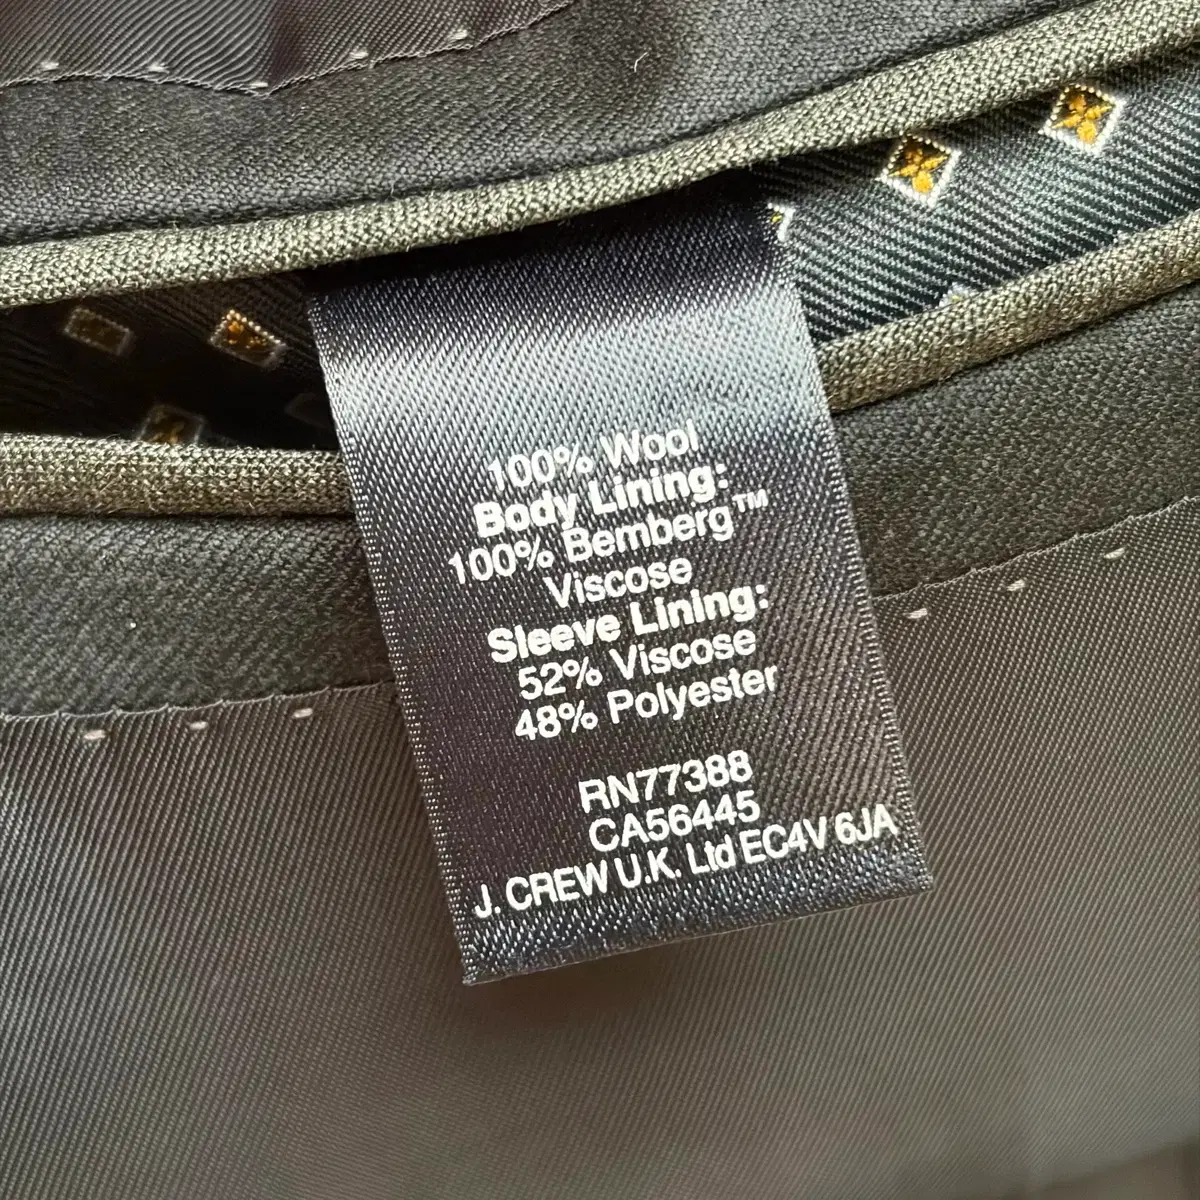 100% Wool
Body Lining:
100% Bemberg™
Viscose
Sleeve Lining:
52% Viscose
48% Polyester
RN77388
CA56445
J. CREW U.K. Ltd EC4V 6JA